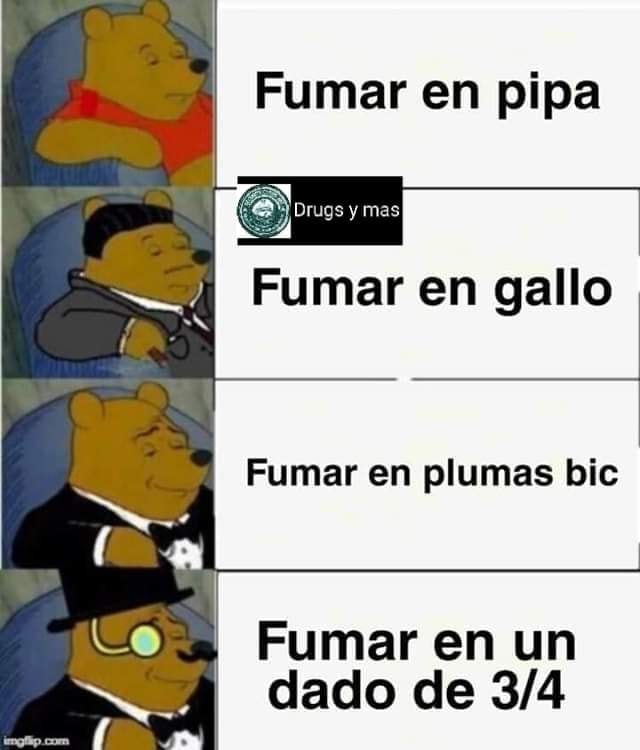 Fumar en pipa
Drugs y mas
Fumar en gallo
Fumar en plumas bic
Fumar en un
dado de 3/4
imgflip.com